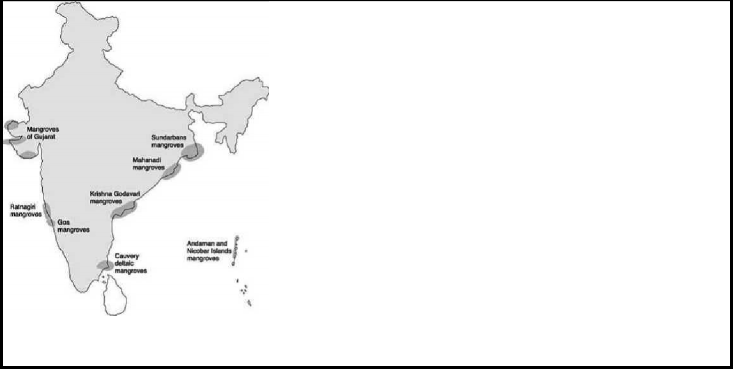 Mangroves
of Gujarat
Sundarbans
mangroves
Mahanadi
mangroves
Krishna Godavari
mangroves
Ratnagiri
mangroves
Goa
mangroves
Andaman and
Nicober Islands
mangroves
Cauvery
deltaic
mangroves